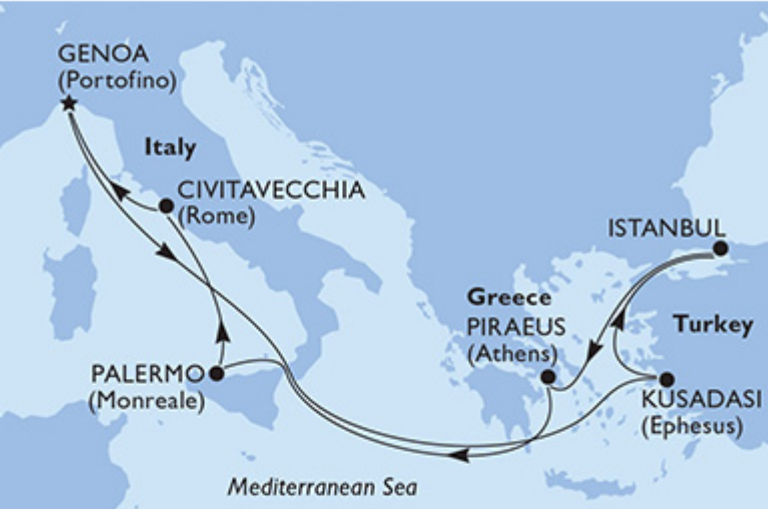 GENOA
(Portofino)
Italy
CIVITAVECCHIA
(Rome)
ISTANBUL
Greece
PIRAEUS
(Athens)
Turkey
PALERMO
(Monreale)
KUSADASI
(Ephesus)
Mediterranean Sea